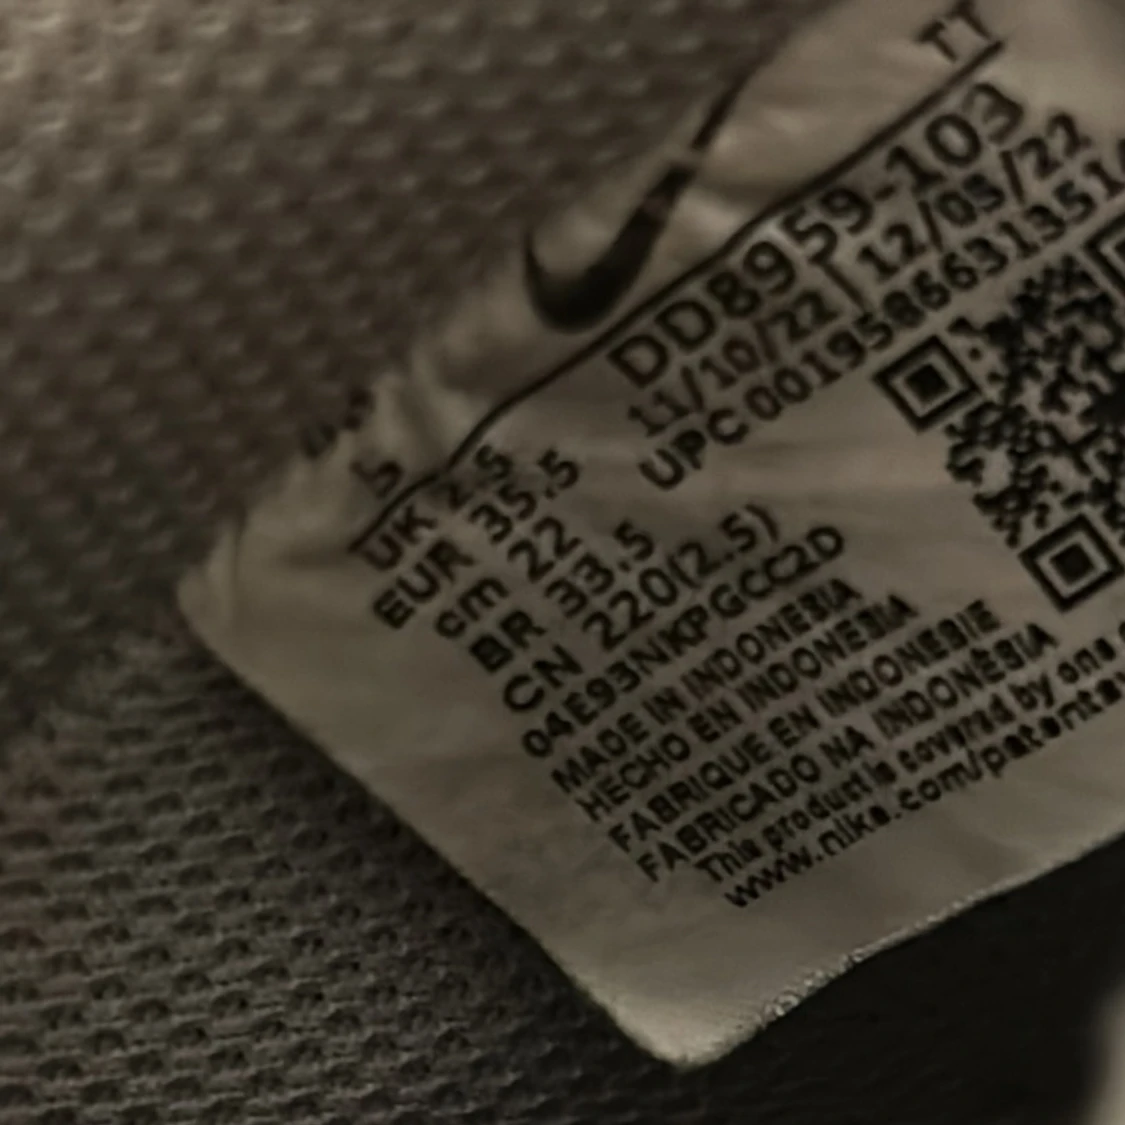 TT
DD8959-103
11/10/22 | 12/05/22
UPC 0019586631351
5
UK 2.5
EUR 35.5
cm 22
BR 33.5
CN 220(2.5)
04E93NKPGCC2D
MADE IN INDONESIA
HECHO EN INDONESIA
FABRIQUE EN INDONESIE
FABRICADO NA INDONÉSIA
This product is covered by one
www.nike.com/patents